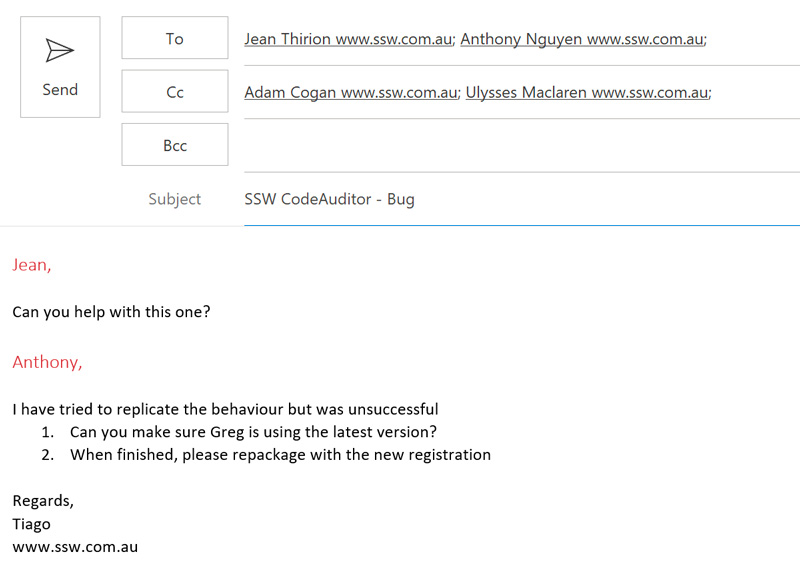 To
Jean Thirion www.ssw.com.au; Anthony Nguyen www.ssw.com.au;
Send
Cc
Adam Cogan www.ssw.com.au; Ulysses Maclaren www.ssw.com.au;
Bcc
Subject
SSW CodeAuditor - Bug
Jean,
Can you help with this one?
Anthony,
I have tried to replicate the behaviour but was unsuccessful
1. Can you make sure Greg is using the latest version?
2. When finished, please repackage with the new registration
Regards,
Tiago
www.ssw.com.au